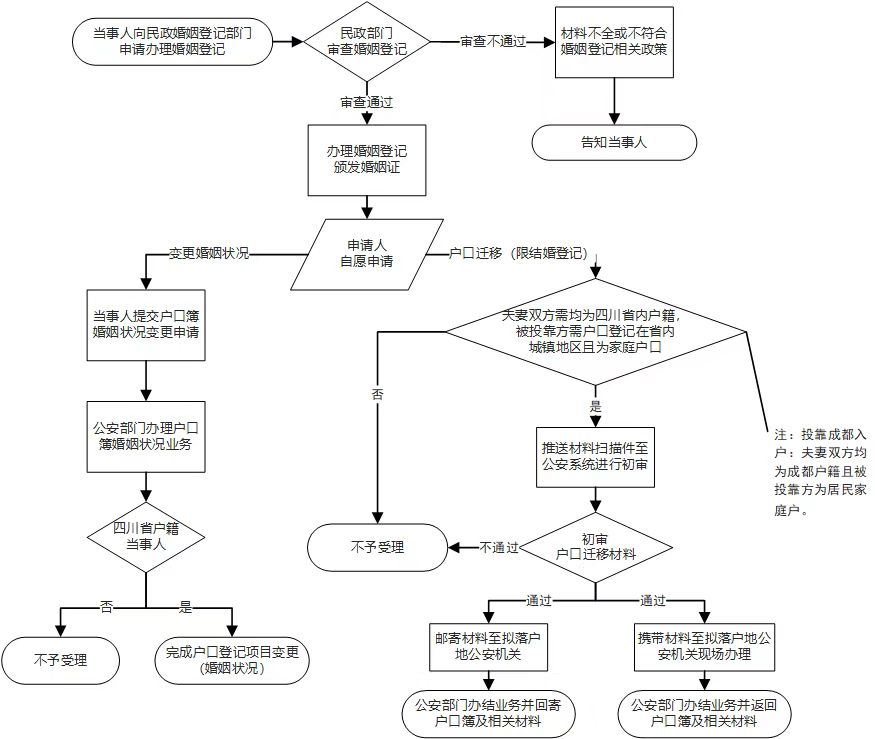 当事人向民政婚姻登记部门
申请办理婚姻登记
民政部门
审查婚姻登记
审查不通过
材料不全或不符合
婚姻登记相关政策
审查通过
告知当事人
办理婚姻登记
颁发婚姻证
申请人
自愿申请
变更婚姻状况
户口迁移（限结婚登记）
当事人提交户口簿
婚姻状况变更申请
夫妻双方需均为四川省内户籍，
被投靠方需户口登记在省内
城镇地区且为家庭户口
否
是
公安部门办理户口
簿婚姻状况业务
推送材料扫描件至
公安系统进行初审
注：投靠成都入
户：夫妻双方均
为成都户籍且被
投靠方为居民家
庭户。
四川省户籍
当事人
不予受理
不通过
初审
户口迁移材料
否
是
通过
通过
不予受理
完成户口登记项目变更
（婚姻状况）
邮寄材料至拟落户
地公安机关
携带材料至拟落户地公
安机关现场办理
公安部门办结业务并回寄
户口簿及相关材料
公安部门办结业务并返回
户口簿及相关材料